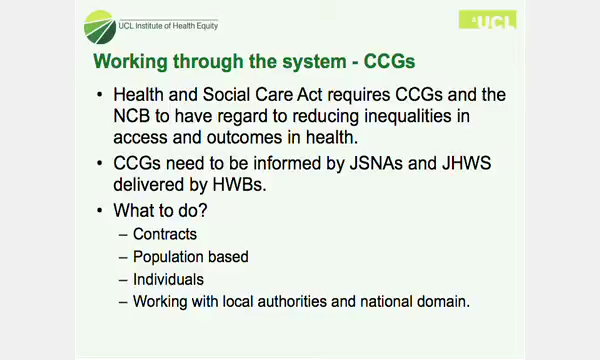 UCL Institute of Health Equity
UCL
Working through the system - CCGs
• Health and Social Care Act requires CCGs and the
NCB to have regard to reducing inequalities in
access and outcomes in health.
• CCGs need to be informed by JSNAs and JHWS
delivered by HWBs.
• What to do?
– Contracts
– Population based
– Individuals
– Working with local authorities and national domain.